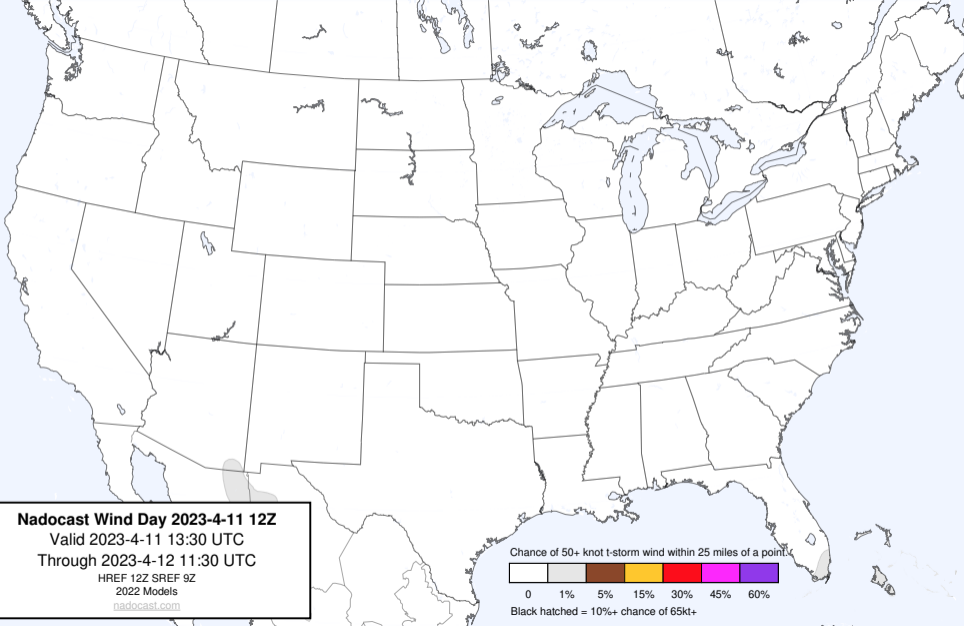 Nadocast Wind Day 2023-4-11 12Z
Valid 2023-4-11 13:30 UTC
Through 2023-4-12 11:30 UTC
HREF 12Z SREF 9Z
2022 Models
nadocast.com
Chance of 50+ knot t-storm wind within 25 miles of a point.
0 1% 5% 15% 30% 45% 60%
Black hatched = 10%+ chance of 65kt+